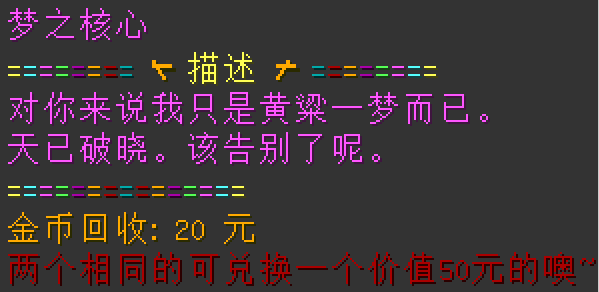 梦之核心
======== ↸ 描述 ↗ ========
对你来说我只是黄粱一梦而已。
天已破晓。该告别了呢。
===============
金币回收: 20 元
两个相同的可兑换一个价值50元的噢~